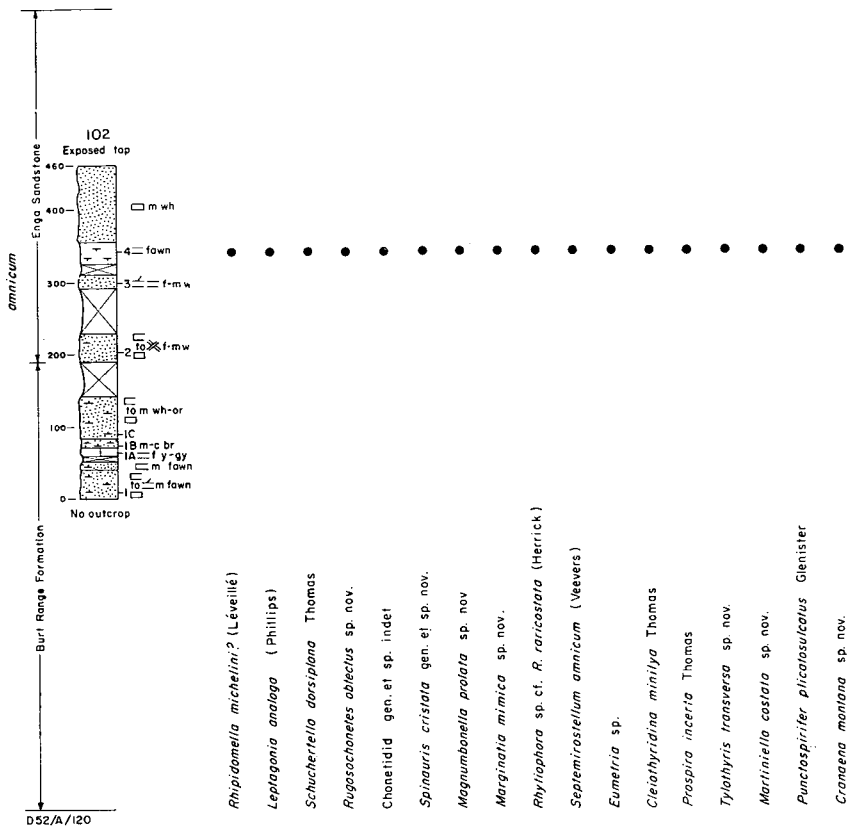 amnicum
Enga Sandstone
Burt Range Formation
102
Exposed top
460
m wh
400
4 fawn
300
3 f-m w
2 to f-m w
200
to m wh-or
100
1C
1B m-c br
1A f y-gy
m fawn
1 to m fawn
0
No outcrop
Rhipidomella michelini? (Léveillé)
Leptagonia analoga (Phillips)
Schuchertella dorsiplana Thomas
Rugosochonetes ablectus sp. nov.
Chonetidid gen. et sp. indet
Spinauris cristata gen. et sp. nov.
Magnumbonella prolata sp. nov
Marginatia mimica sp. nov.
Rhytiophora sp. cf. R. raricostata (Herrick)
Septemirostellum amnicum (Veevers)
Eumetria sp.
Cleiothyridina minilya Thomas
Prospira incerta Thomas
Tylothyris transversa sp. nov.
Martiniella costata sp. nov.
Punctospirifer plicatosulcatus Glenister
Cranaena montana sp. nov.
D52/A/120